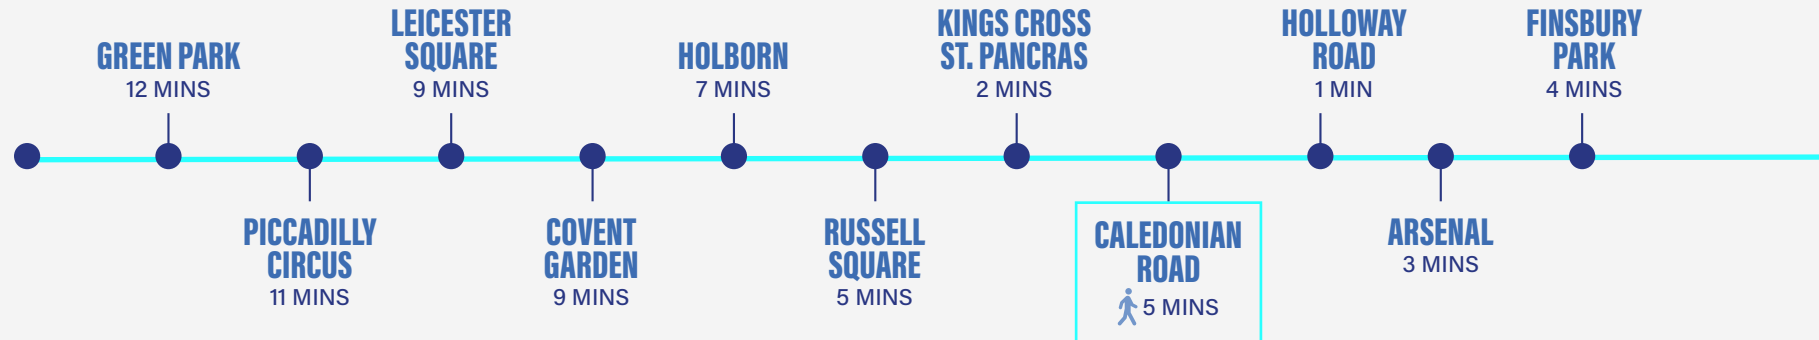 GREEN PARK
12 MINS
PICCADILLY
CIRCUS
11 MINS
LEICESTER
SQUARE
9 MINS
COVENT
GARDEN
9 MINS
HOLBORN
7 MINS
RUSSELL
SQUARE
5 MINS
KINGS CROSS
ST. PANCRAS
2 MINS
CALEDONIAN
ROAD
5 MINS
HOLLOWAY
ROAD
1 MIN
ARSENAL
3 MINS
FINSBURY
PARK
4 MINS